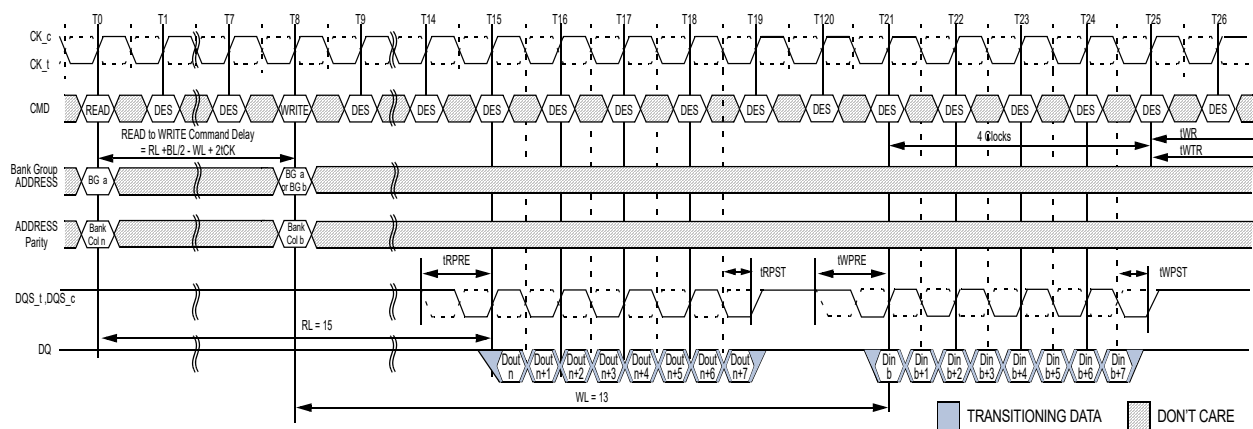 T0 T1 T7 T8 T9 T14 T15 T16 T17 T18 T19 T120 T21 T22 T23 T24 T25 T26
CK_c
CK_t
CMD READ DES DES WRITE DES DES DES DES DES DES DES DES DES DES DES DES DES DES
READ to WRITE Command Delay
= RL +BL/2 - WL + 2tCK
4 Clocks
tWR
tWTR
Bank Group
ADDRESS
BG a
BG a
or BG b
ADDRESS
Parity
Bank
Col n
Bank
Col b
tRPRE tRPST tWPRE tWPST
DQS_t ,DQS_c
RL = 15
DQ
Dout Dout Dout Dout Dout Dout Dout Dout Din Din Din Din Din Din Din Din
n n+1 n+2 n+3 n+4 n+5 n+6 n+7 b b+1 b+2 b+3 b+4 b+5 b+6 b+7
WL = 13
TRANSITIONING DATA DON'T CARE